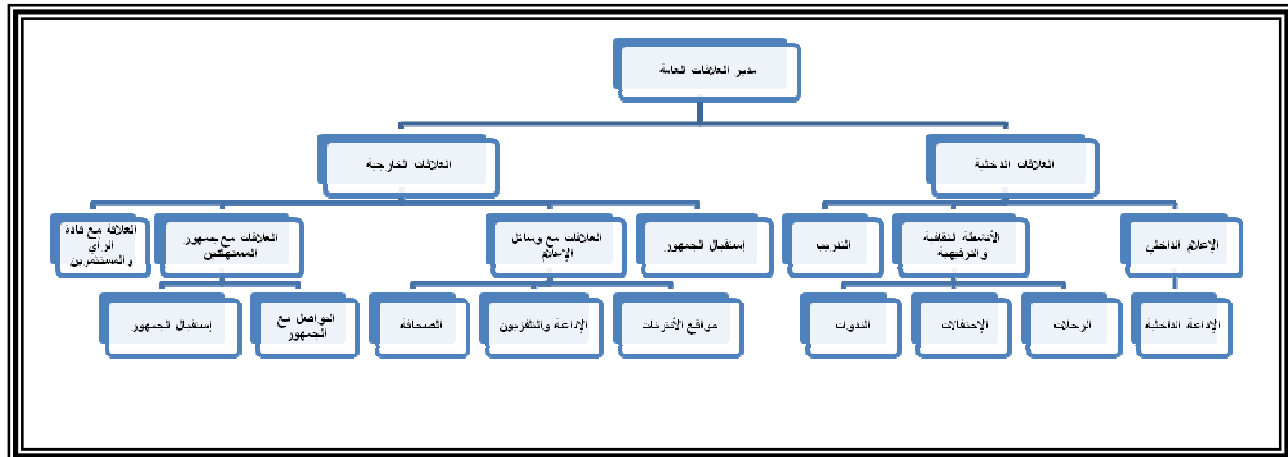 مدير العلاقات العامة
العلاقات الداخلية
العلاقات الخارجية
الإعلام الداخلي
الأنشطة الثقافية
والترفيهية
التدريب
إستقبال الجمهور
العلاقات مع وسائل
الإعلام
العلاقات مع جمهور
المستهلكين
العلاقة مع قادة
الرأي
والمستثمرين
الإذاعة الداخلية
الرحلات
الإحتفالات
الندوات
مواقع الأنترنات
الإذاعة والتلفزيون
الصحافة
التواصل مع
الجمهور
إستقبال الجمهور